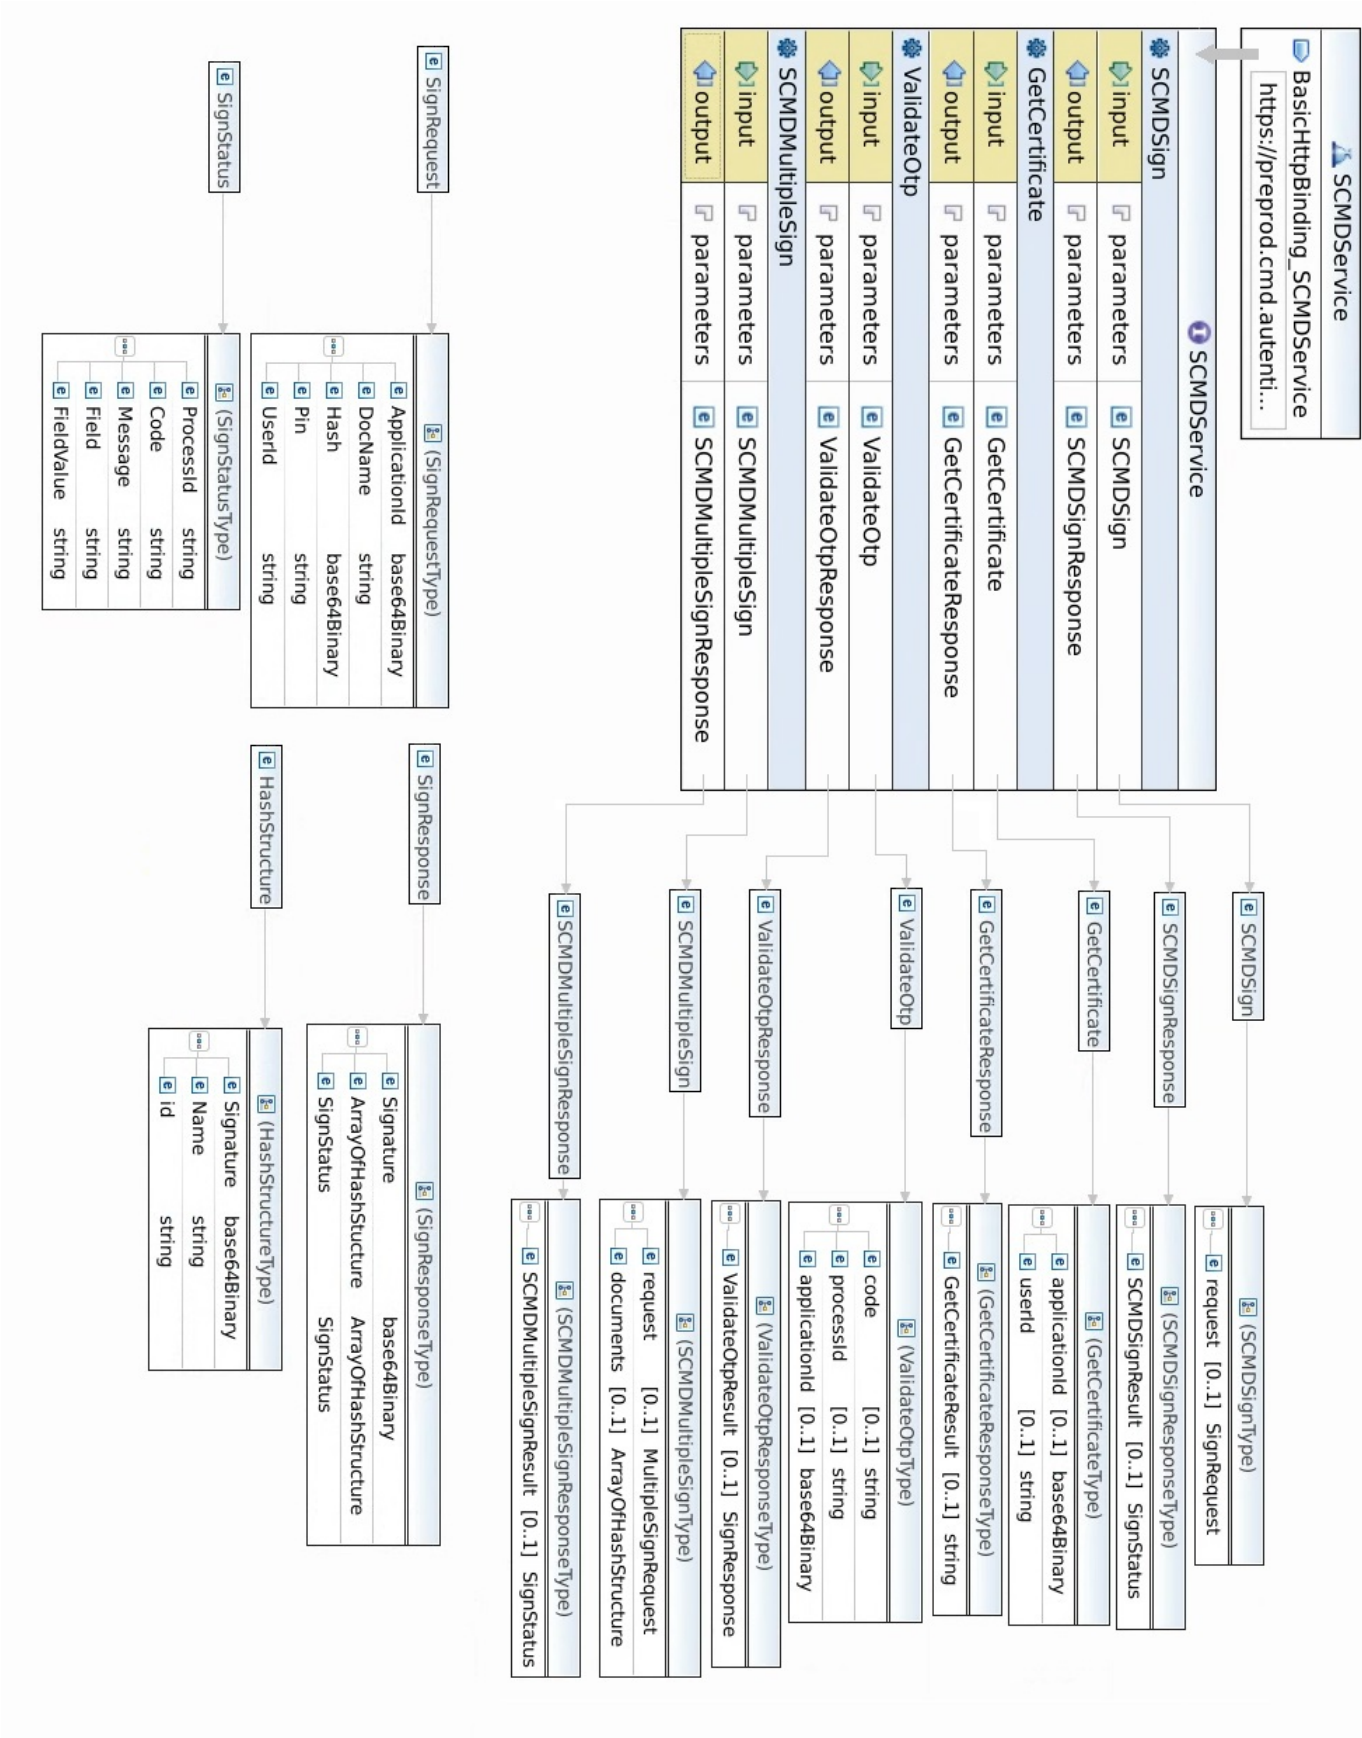 SCMDService
BasicHttpBinding_SCMDService
https://preprod.cmd.autenti...
SCMDService
SCMDSign
input parameters SCMDSign
output parameters SCMDSignResponse
GetCertificate
input parameters GetCertificate
output parameters GetCertificateResponse
ValidateOtp
input parameters ValidateOtp
output parameters ValidateOtpResponse
SCMDMultipleSign
input parameters SCMDMultipleSign
output parameters SCMDMultipleSignResponse
SCMDSign
(SCMDSignType)
request [0..1] SignRequest
SCMDSignResponse
(SCMDSignResponseType)
SCMDSignResult [0..1] SignStatus
GetCertificate
(GetCertificateType)
applicationId [0..1] base64Binary
userId [0..1] string
GetCertificateResponse
(GetCertificateResponseType)
GetCertificateResult [0..1] string
ValidateOtp
(ValidateOtpType)
code [0..1] string
processId [0..1] string
applicationId [0..1] base64Binary
ValidateOtpResponse
(ValidateOtpResponseType)
ValidateOtpResult [0..1] SignResponse
SCMDMultipleSign
(SCMDMultipleSignType)
request [0..1] MultipleSignRequest
documents [0..1] ArrayOfHashStructure
SCMDMultipleSignResponse
(SCMDMultipleSignResponseType)
SCMDMultipleSignResult [0..1] SignStatus
SignRequest
(SignRequestType)
ApplicationId base64Binary
DocName string
Hash base64Binary
Pin string
UserId string
SignResponse
(SignResponseType)
Signature base64Binary
ArrayOfHashStucture ArrayOfHashStructure
SignStatus SignStatus
SignStatus
(SignStatusType)
ProcessId string
Code string
Message string
Field string
FieldValue string
HashStructure
(HashStructureType)
Signature base64Binary
Name string
id string